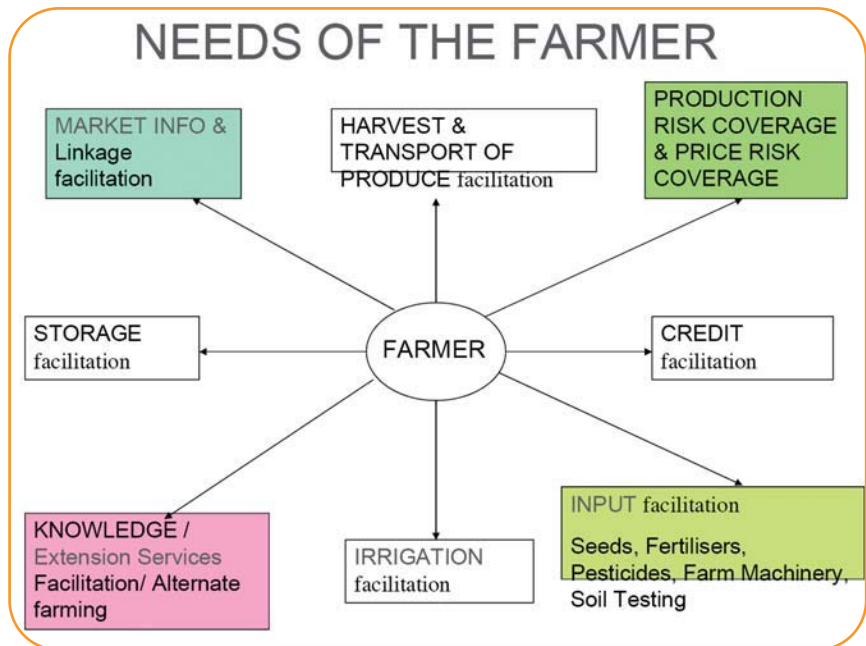 NEEDS OF THE FARMER
MARKET INFO &
Linkage
facilitation
HARVEST &
TRANSPORT OF
PRODUCE facilitation
PRODUCTION
RISK COVERAGE
& PRICE RISK
COVERAGE
STORAGE
facilitation
FARMER
CREDIT
facilitation
KNOWLEDGE /
Extension Services
Facilitation/ Alternate
farming
IRRIGATION
facilitation
INPUT facilitation
Seeds, Fertilisers,
Pesticides, Farm Machinery,
Soil Testing